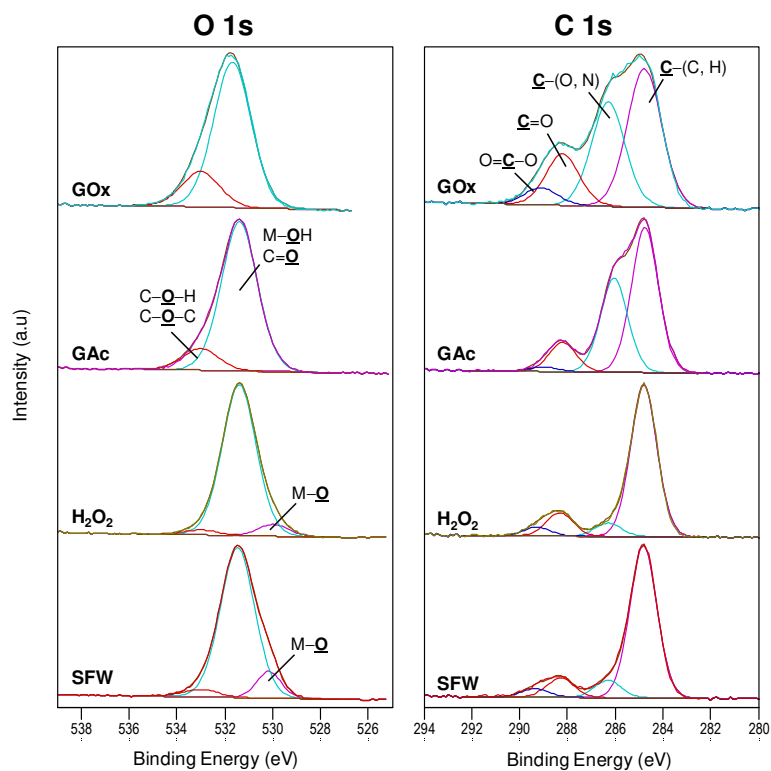 O 1s
C 1s
C–(C, H)
C–(O, N)
C=O
O=C–O
GOx
GOx
M–OH
C=O
C–O–H
C–O–C
GAc
GAc
M–O
H₂O₂
H₂O₂
M–O
SFW
SFW
Intensity (a.u)
538 536 534 532 530 528 526
294 292 290 288 286 284 282 280
Binding Energy (eV)
Binding Energy (eV)